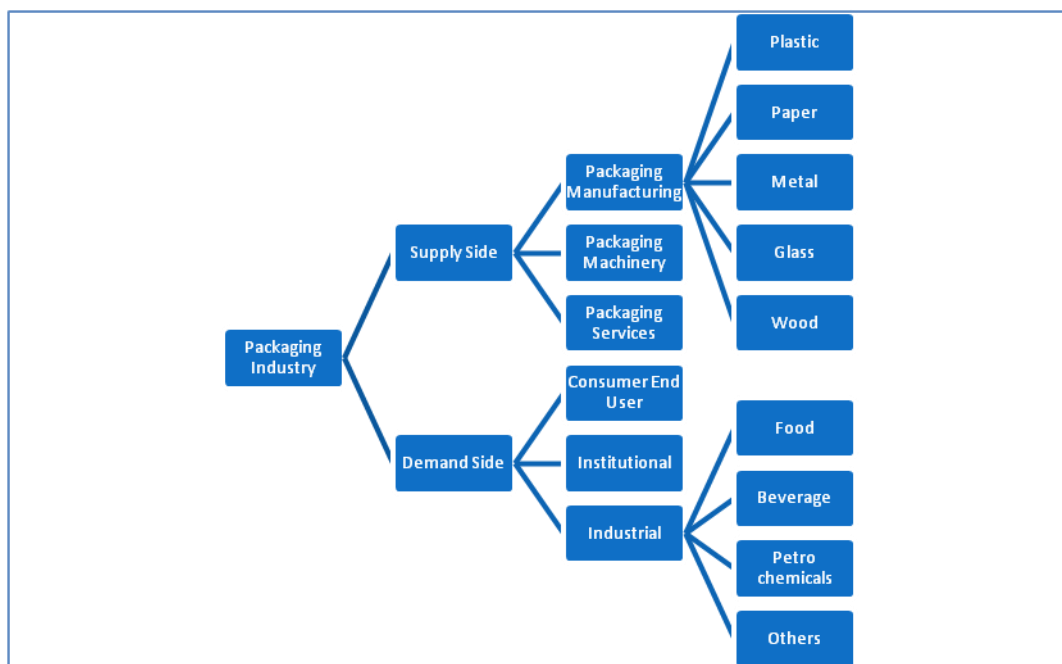 Packaging
Industry
Supply Side
Packaging
Manufacturing
Plastic
Paper
Metal
Glass
Wood
Packaging
Machinery
Packaging
Services
Demand Side
Consumer End
User
Institutional
Industrial
Food
Beverage
Petro
chemicals
Others